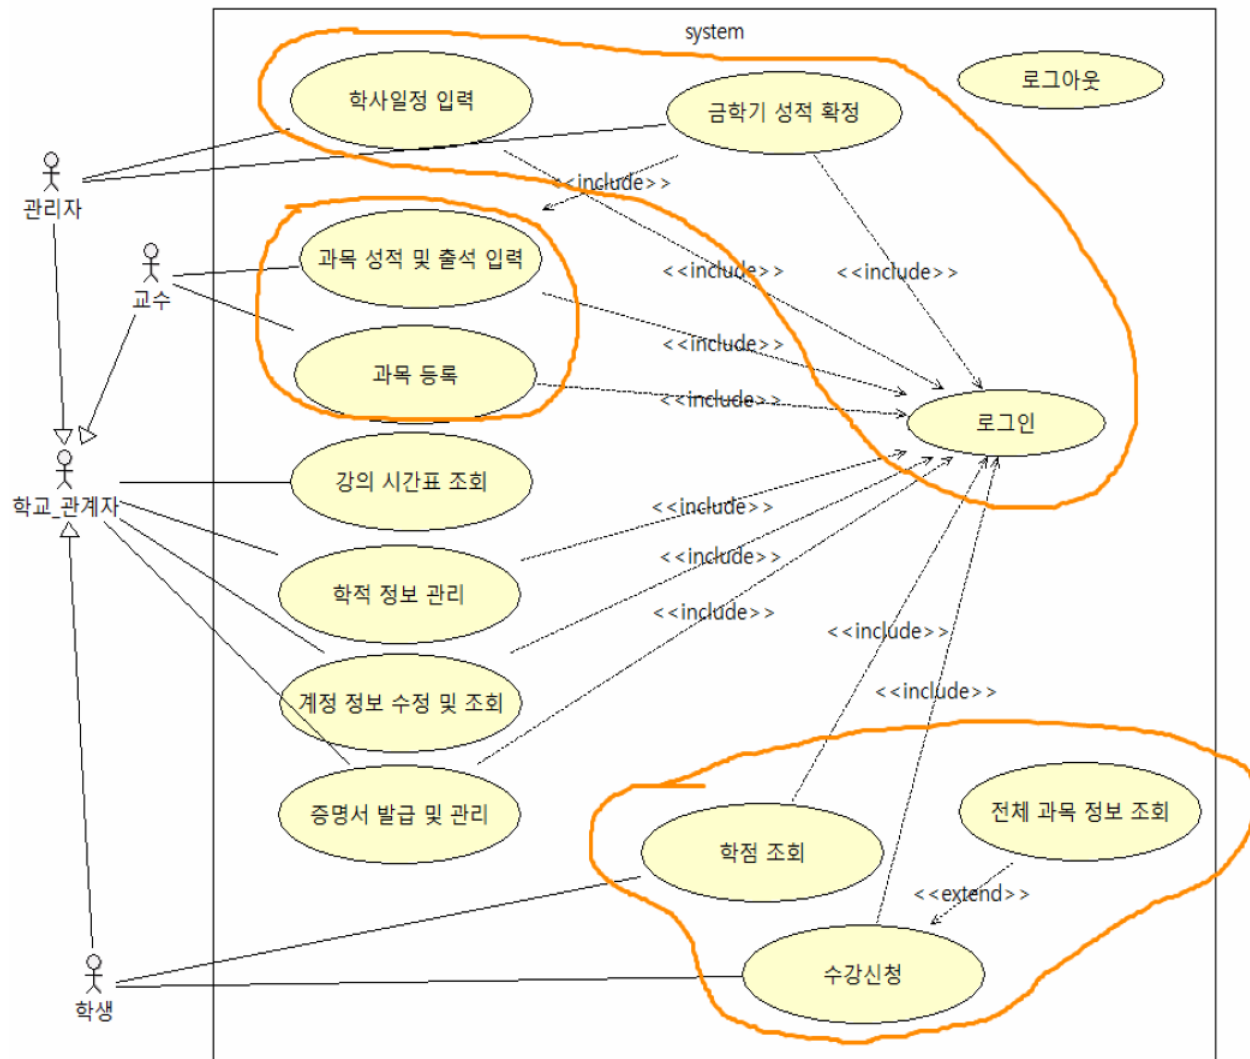 system
로그아웃
학사일정 입력
금학기 성적 확정
<<include>>
관리자
과목 성적 및 출석 입력
<<include>>
<<include>>
교수
<<include>>
과목 등록
<<include>>
로그인
강의 시간표 조회
학교_관계자
<<include>>
<<include>>
학적 정보 관리
<<include>>
<<include>>
계정 정보 수정 및 조회
<<include>>
증명서 발급 및 관리
전체 과목 정보 조회
학점 조회
<<extend>>
수강신청
학생